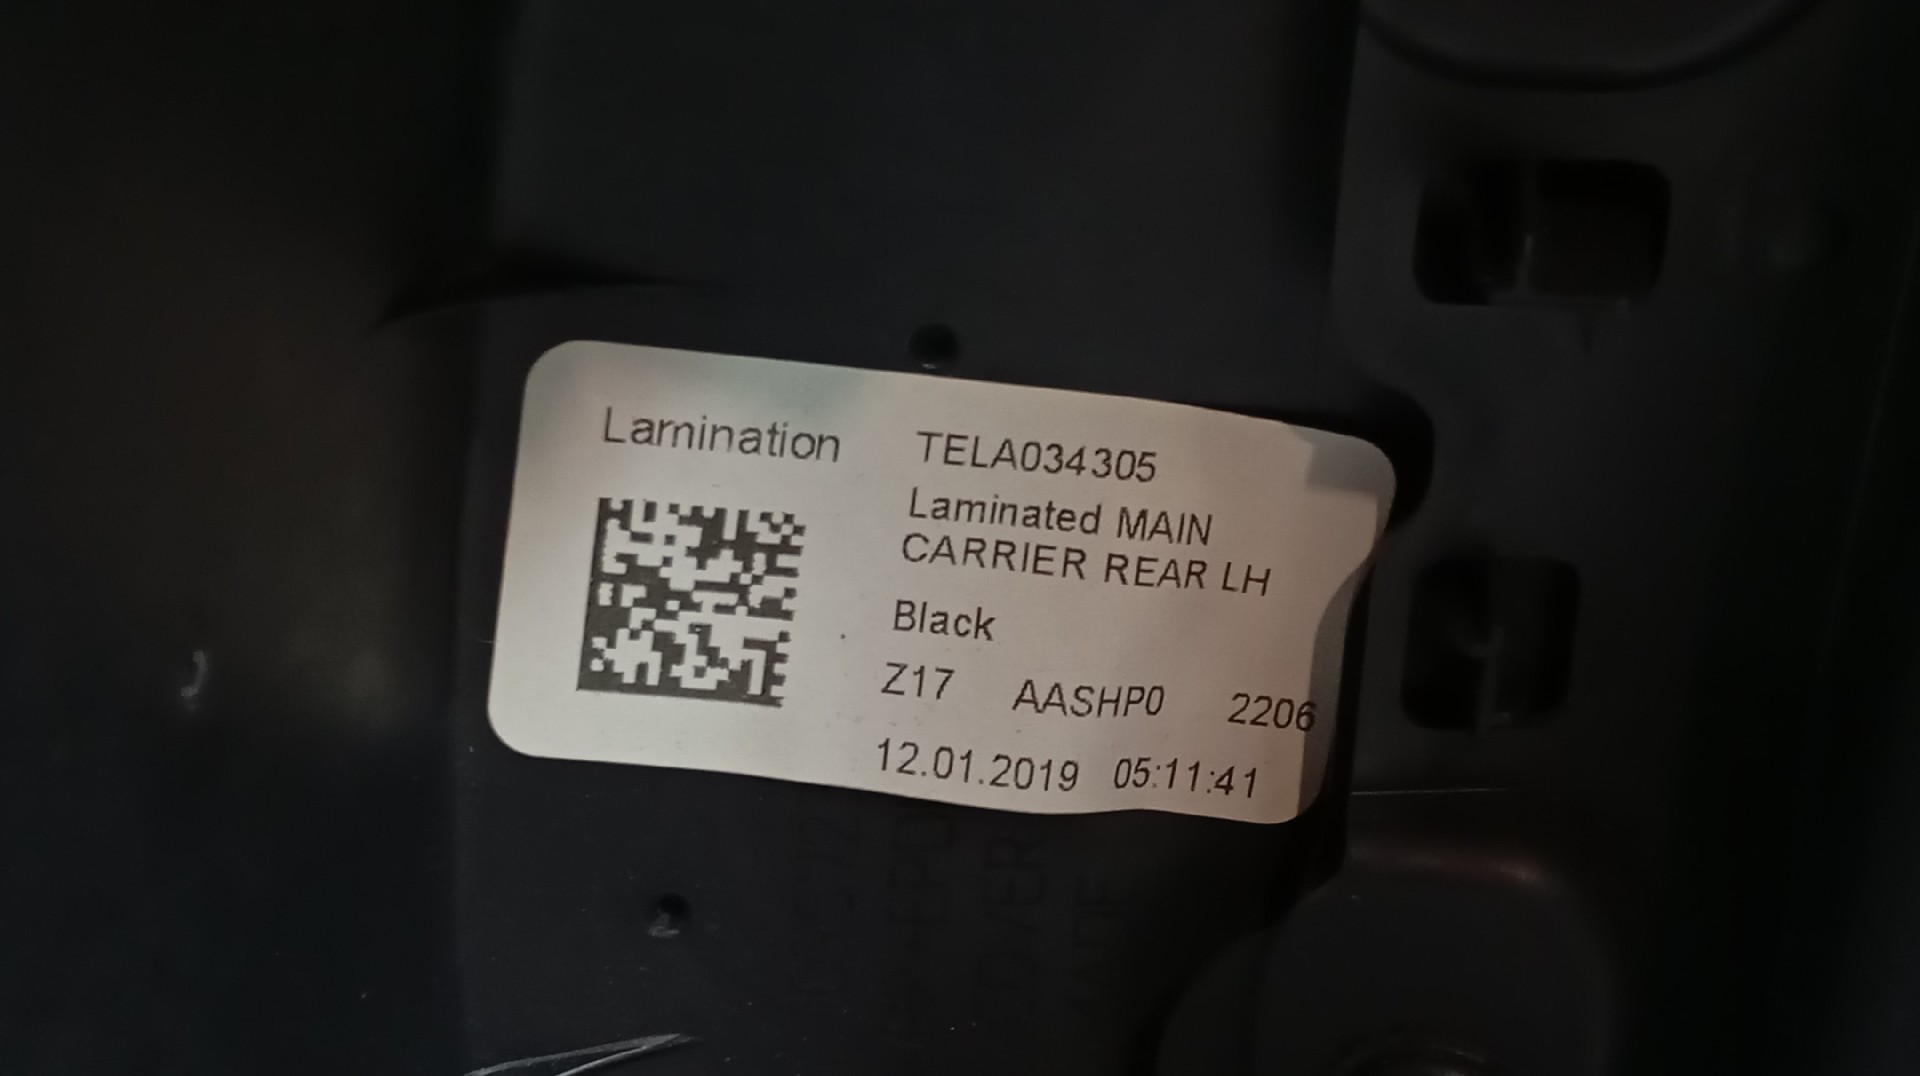 Lamination
TELA034305
Laminated MAIN
CARRIER REAR LH
Black
Z17 AASHP0 2206
12.01.2019 05:11:41